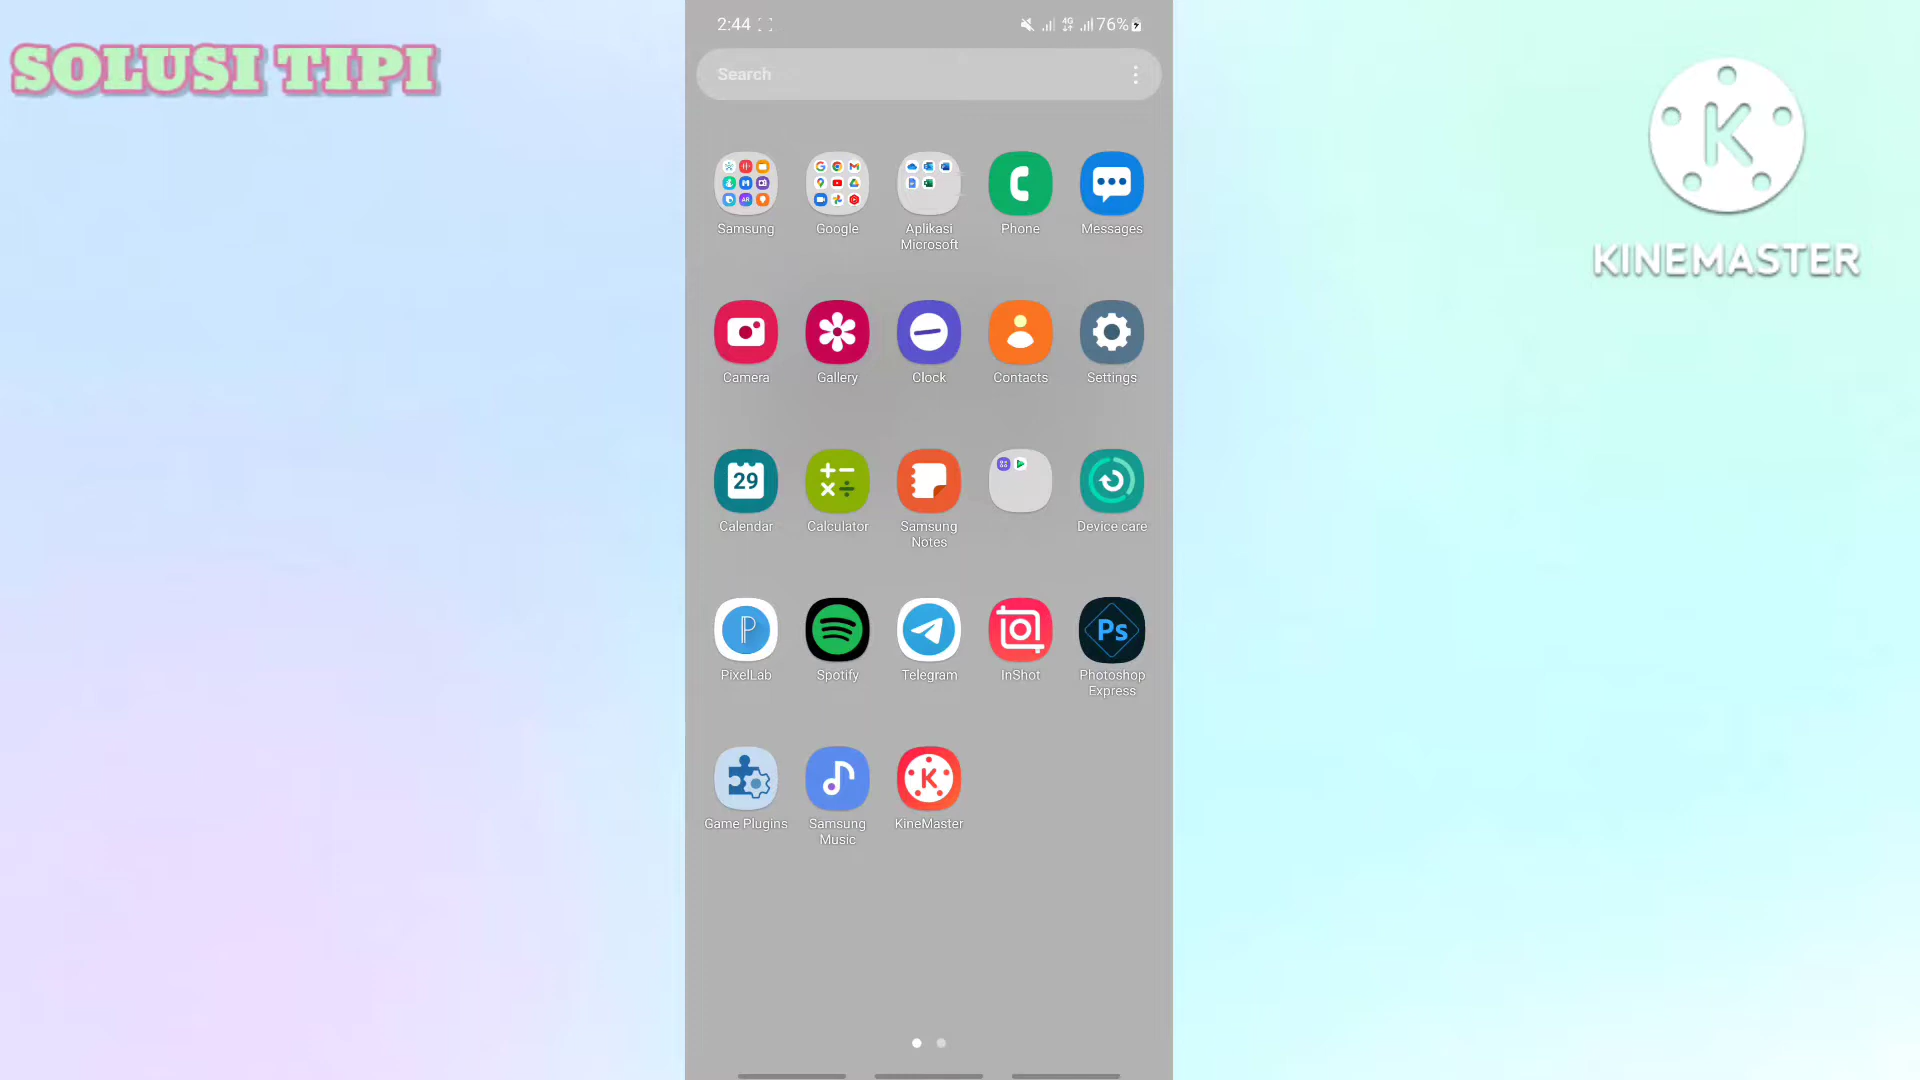 SOLUSI TIPI
2:44
4G
76%
Search
K
KINEMASTER
Samsung
Google
Aplikasi
Microsoft
Phone
Messages
Camera
Gallery
Clock
Contacts
Settings
29
Calendar
Calculator
Samsung
Notes
Device care
P
PixelLab
Spotify
Telegram
InShot
Ps
Photoshop
Express
Game Plugins
Samsung
Music
K
KineMaster